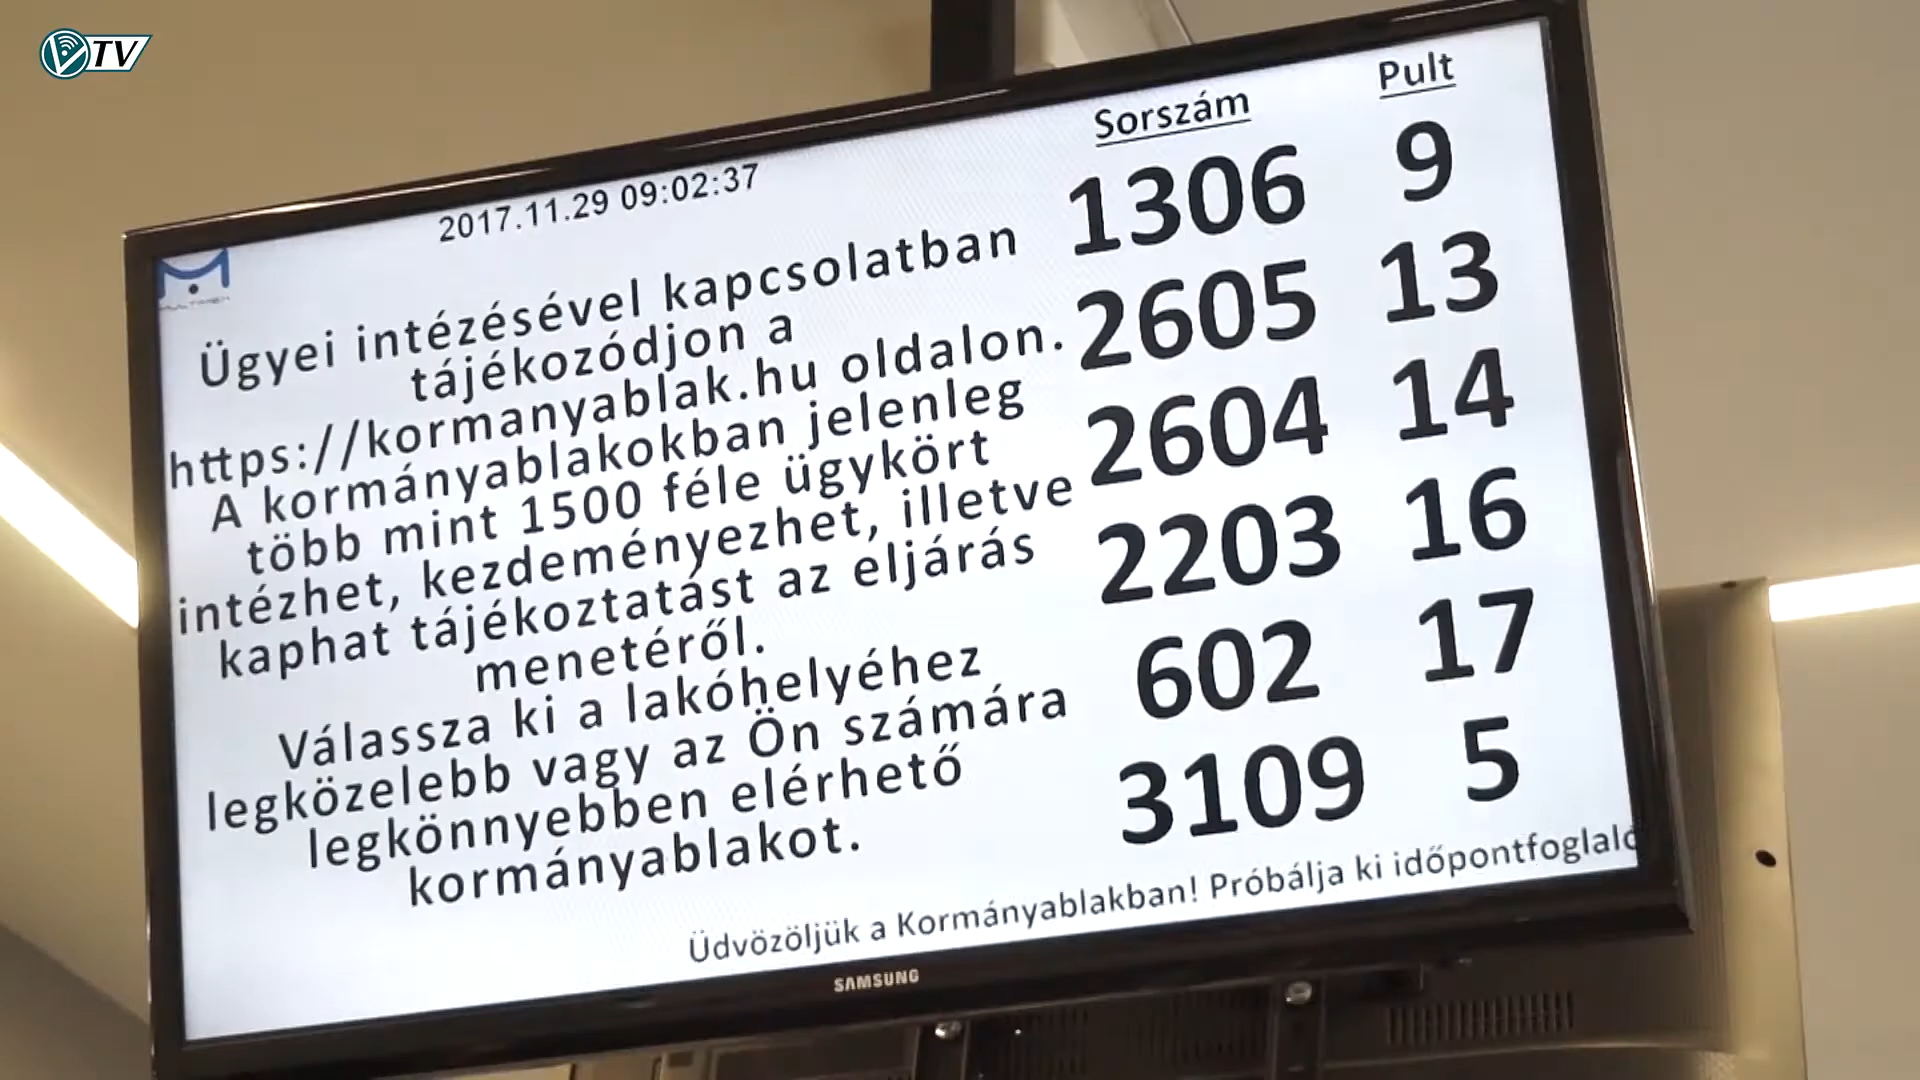 VTV
2017.11.29 09:02:37
Ügyei intézésével kapcsolatban
tájékozódjon a
https://kormanyablak.hu oldalon.
A kormányablakokban jelenleg
több mint 1500 féle ügykört
intézhet, kezdeményezhet, illetve
kaphat tájékoztatást az eljárás
menetéről.
Válassza ki a lakóhelyéhez
legközelebb vagy az Ön számára
legkönnyebben elérhető
kormányablakot.
Sorszám Pult
1306 9
2605 13
2604 14
2203 16
602 17
3109 5
Üdvözöljük a Kormányablakban! Próbálja ki időpontfoglaló
SAMSUNG